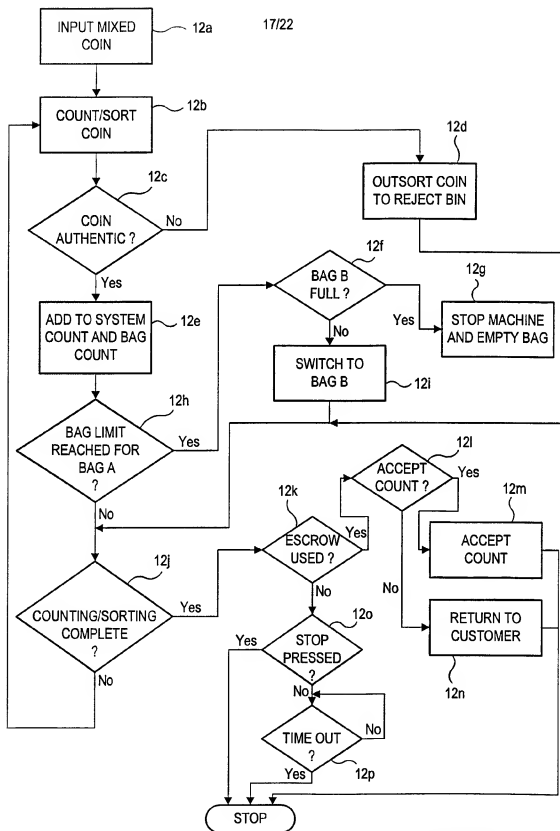 INPUT MIXED
COIN
12a
17/22
COUNT/SORT
COIN
12b
12c
COIN
AUTHENTIC ?
No
Yes
12d
OUTSORT COIN
TO REJECT BIN
ADD TO SYSTEM
COUNT AND BAG
COUNT
12e
12f
BAG B
FULL ?
Yes
No
12g
STOP MACHINE
AND EMPTY BAG
SWITCH TO
BAG B
12i
12h
BAG LIMIT
REACHED FOR
BAG A
?
Yes
No
12j
COUNTING/SORTING
COMPLETE
?
Yes
No
12k
ESCROW
USED ?
Yes
No
12l
ACCEPT
COUNT ?
Yes
No
12m
ACCEPT
COUNT
RETURN TO
CUSTOMER
12n
12o
STOP
PRESSED
?
Yes
No
TIME OUT
?
No
Yes
12p
STOP